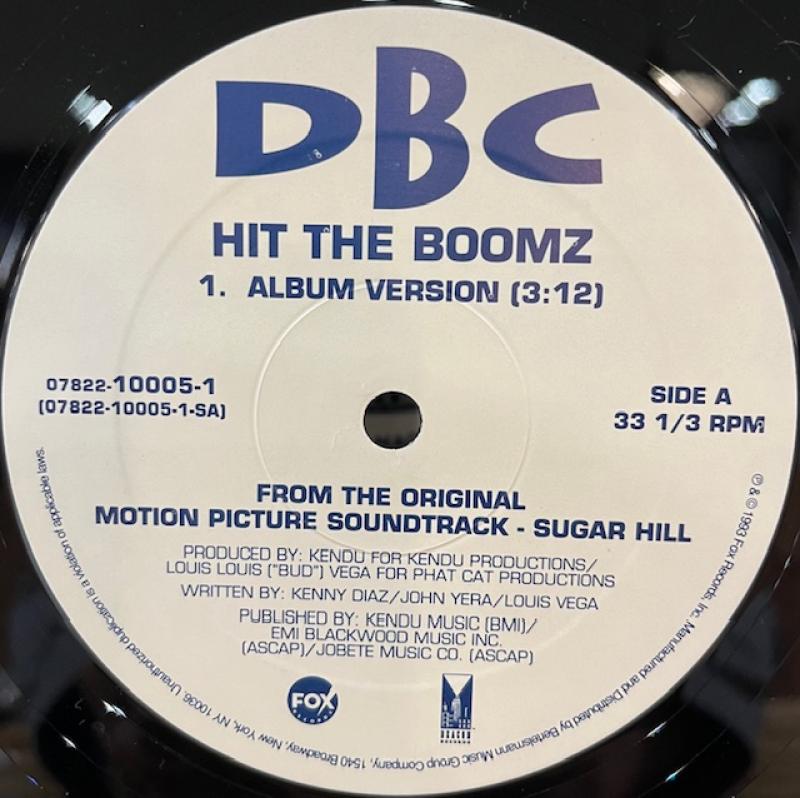 DBC
HIT THE BOOMZ
1. ALBUM VERSION (3:12)
07822-10005-1
(07822-10005-1-SA)
SIDE A
33 1/3 RPM
FROM THE ORIGINAL
MOTION PICTURE SOUNDTRACK - SUGAR HILL
PRODUCED BY: KENDU FOR KENDU PRODUCTIONS/
LOUIS LOUIS ("BUD") VEGA FOR PHAT CAT PRODUCTIONS
WRITTEN BY: KENNY DIAZ/JOHN YERA/LOUIS VEGA
PUBLISHED BY: KENDU MUSIC (BMI)/
EMI BLACKWOOD MUSIC INC.
(ASCAP)/JOBETE MUSIC CO. (ASCAP)
FOX
RECORDS
BEACON
RECORDS
℗ & © 1993 Fox Records, Inc. Manufactured and Distributed by Bertelsmann Music Group Company, 1540 Broadway, New York, NY 10036. Unauthorized duplication is a violation of applicable laws.